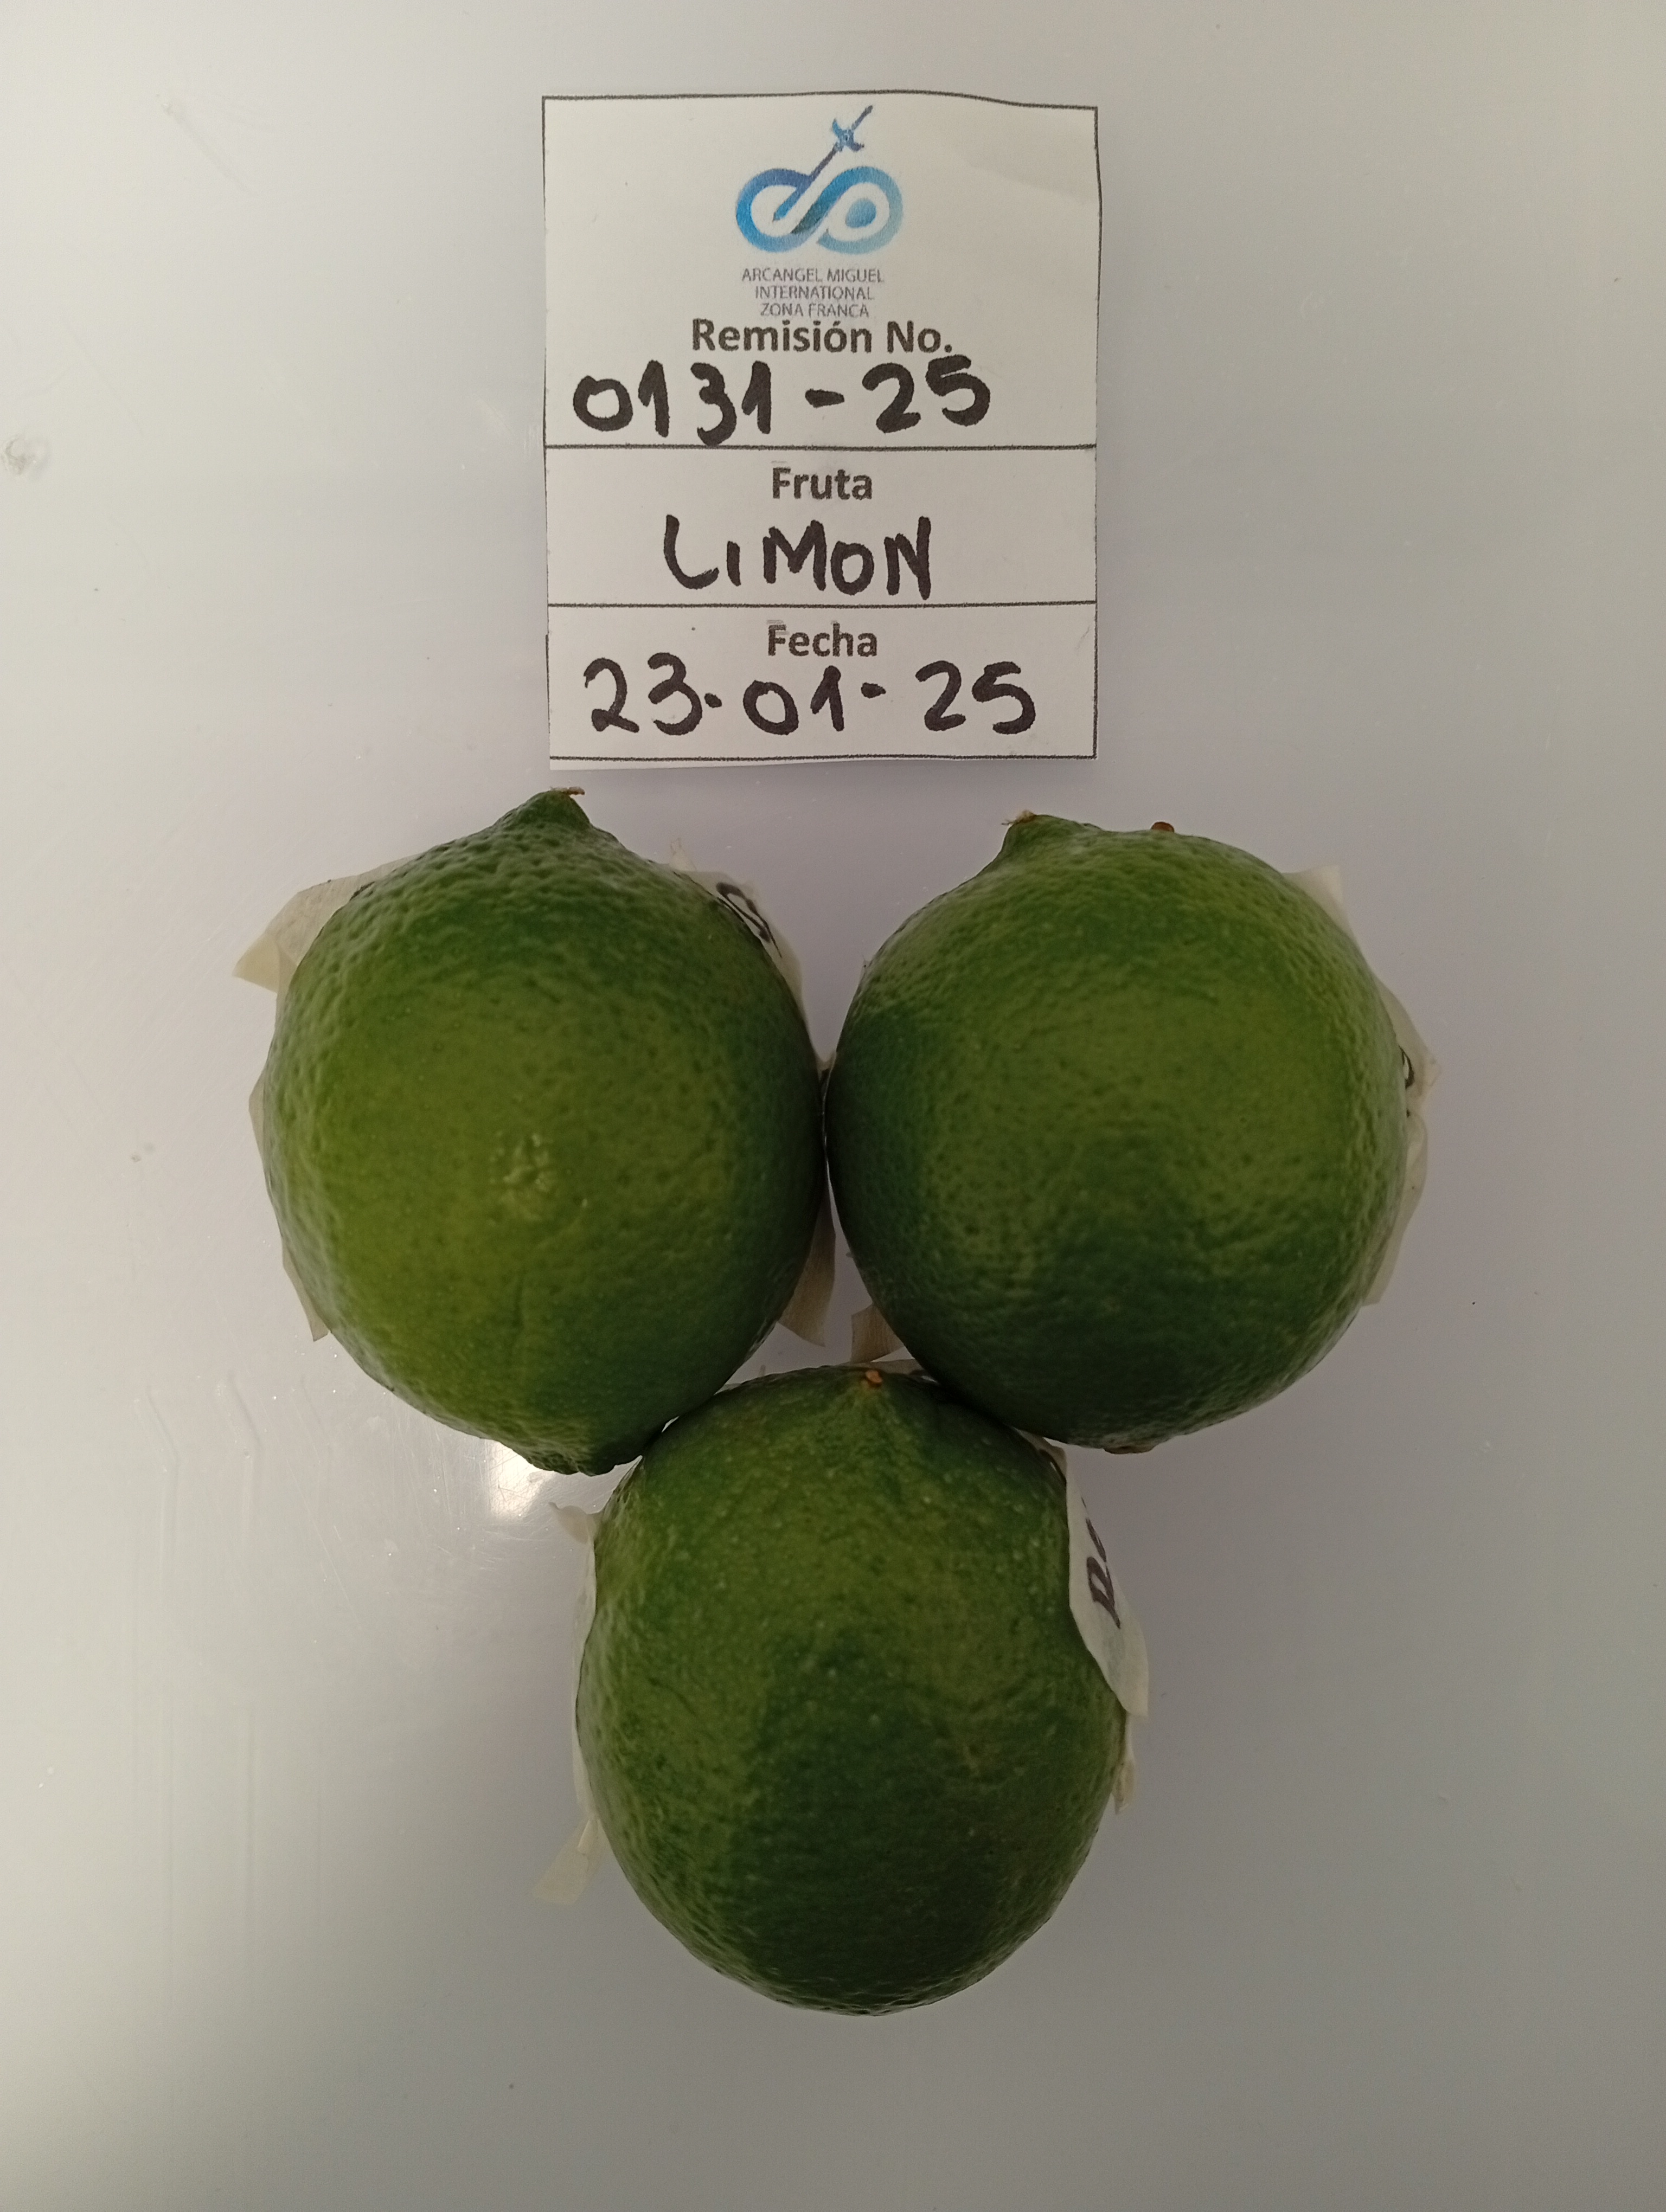 ARCANGEL MIGUEL
INTERNATIONAL
ZONA FRANCA
Remisión No.
0131-25
Fruta
LIMON
Fecha
23-01-25